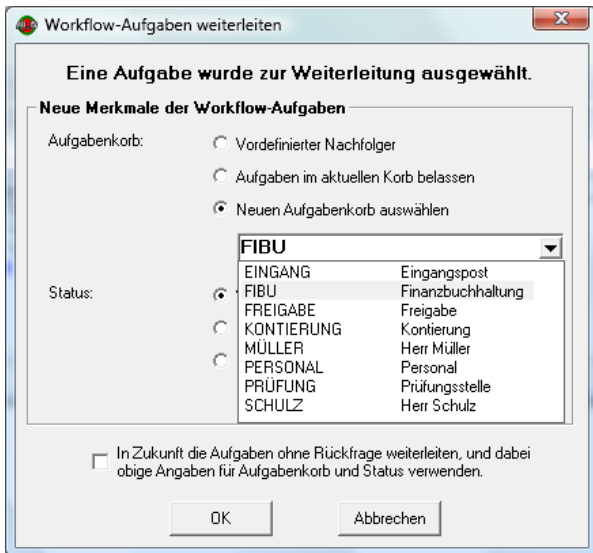 Workflow-Aufgaben weiterleiten
Eine Aufgabe wurde zur Weiterleitung ausgewählt.
Neue Merkmale der Workflow-Aufgaben
Aufgabenkorb:
Vordefinierter Nachfolger
Aufgaben im aktuellen Korb belassen
Neuen Aufgabenkorb auswählen
FIBU
EINGANG Eingangspost
Status:
FIBU Finanzbuchhaltung
FREIGABE Freigabe
KONTIERUNG Kontierung
MÜLLER Herr Müller
PERSONAL Personal
PRÜFUNG Prüfungsstelle
SCHULZ Herr Schulz
In Zukunft die Aufgaben ohne Rückfrage weiterleiten, und dabei
obige Angaben für Aufgabenkorb und Status verwenden.
OK Abbrechen